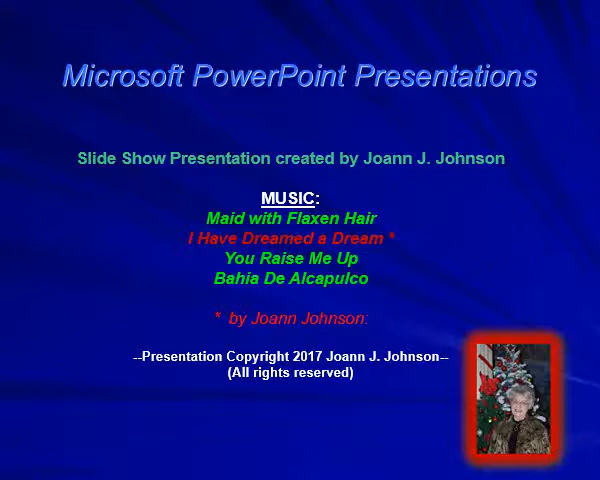 Microsoft PowerPoint Presentations
Slide Show Presentation created by Joann J. Johnson
MUSIC:
Maid with Flaxen Hair
I Have Dreamed a Dream *
You Raise Me Up
Bahia De Alcapulco
* by Joann Johnson:
--Presentation Copyright 2017 Joann J. Johnson--
(All rights reserved)